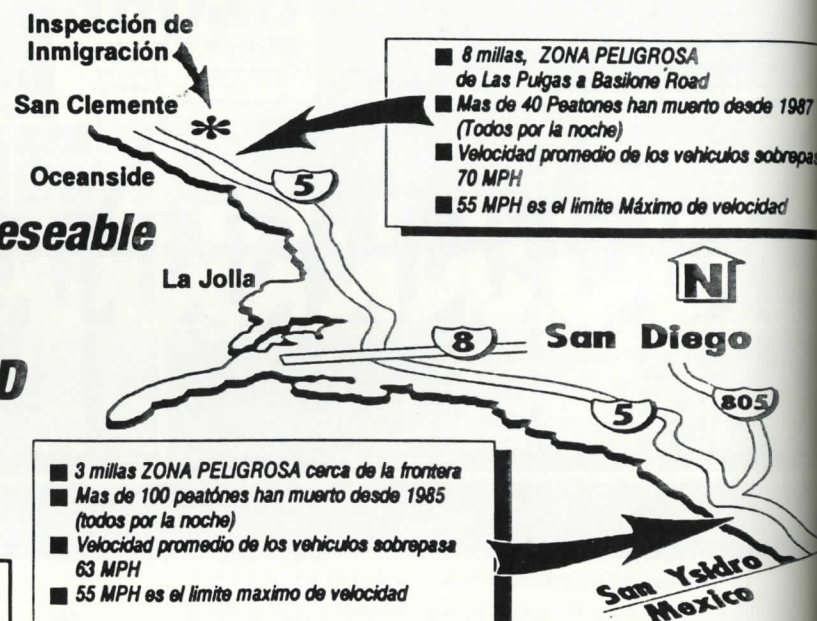 Inspección de
Inmigración
San Clemente
Oceanside
La Jolla
■ 8 millas, ZONA PELIGROSA
de Las Pulgas a Basilone Road
■ Mas de 40 Peatones han muerto desde 1987
(Todos por la noche)
■ Velocidad promedio de los vehiculos
70 MPH
■ 55 MPH es el limite Máximo de velocidad
N
5
8
San Diego
5
805
■ 3 millas ZONA PELIGROSA cerca de la frontera
■ Mas de 100 peatónes han muerto desde 1985
(todos por la noche)
■ Velocidad promedio de los vehiculos sobrepasa
63 MPH
■ 55 MPH es el limite maximo de velocidad
San Ysidro
Mexico